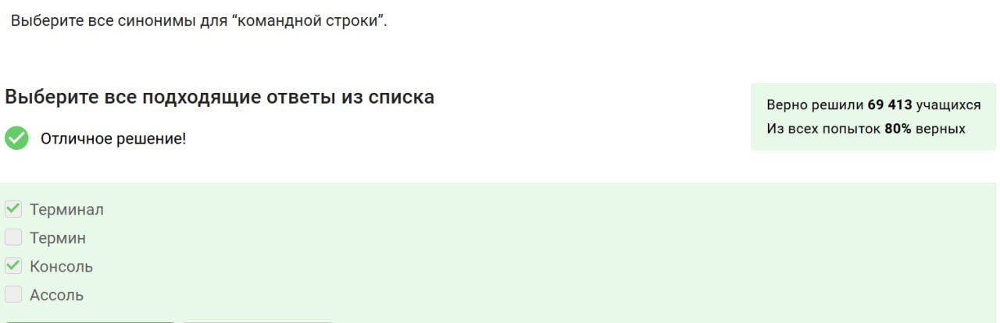 Выберите все синонимы для “командной строки”.
Выберите все подходящие ответы из списка
Верно решили 69 413 учащихся
Из всех попыток 80% верных
Отличное решение!
Терминал
Термин
Консоль
Ассоль